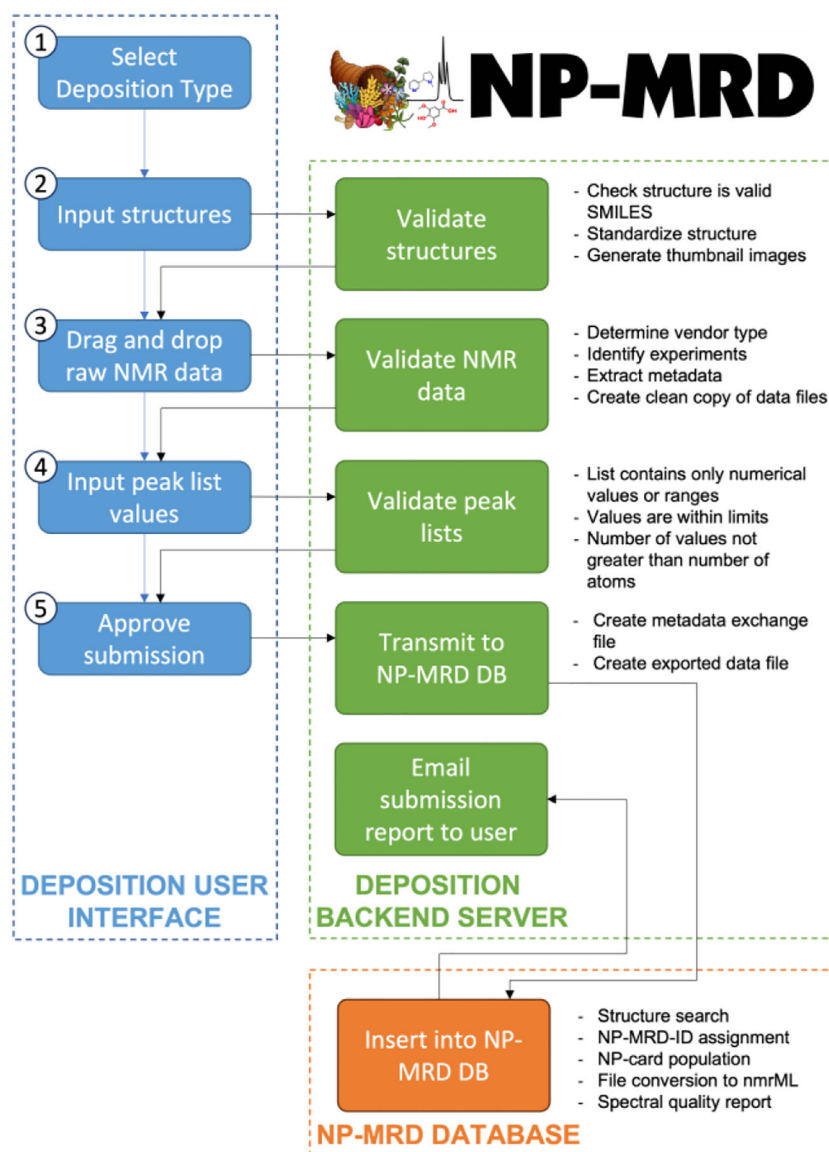 1
Select
Deposition Type
NP-MRD
HO
OH
2
Input structures
Validate
structures
- Check structure is valid
SMILES
- Standardize structure
- Generate thumbnail images
3
Drag and drop
raw NMR data
Validate NMR
data
- Determine vendor type
- Identify experiments
- Extract metadata
- Create clean copy of data files
4
Input peak list
values
Validate peak
lists
- List contains only numerical
values or ranges
- Values are within limits
- Number of values not
greater than number of
atoms
5
Approve
submission
Transmit to
NP-MRD DB
- Create metadata exchange
file
- Create exported data file
Email
submission
report to user
DEPOSITION USER
INTERFACE
DEPOSITION
BACKEND SERVER
Insert into NP-
MRD DB
- Structure search
- NP-MRD-ID assignment
- NP-card population
- File conversion to nmrML
- Spectral quality report
NP-MRD DATABASE